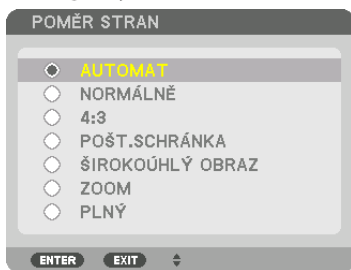 POMĚR STRAN
AUTOMAT
NORMÁLNĚ
4:3
POŠT.SCHRÁNKA
ŠIROKOÚHLÝ OBRAZ
ZOOM
PLNÝ
ENTER EXIT